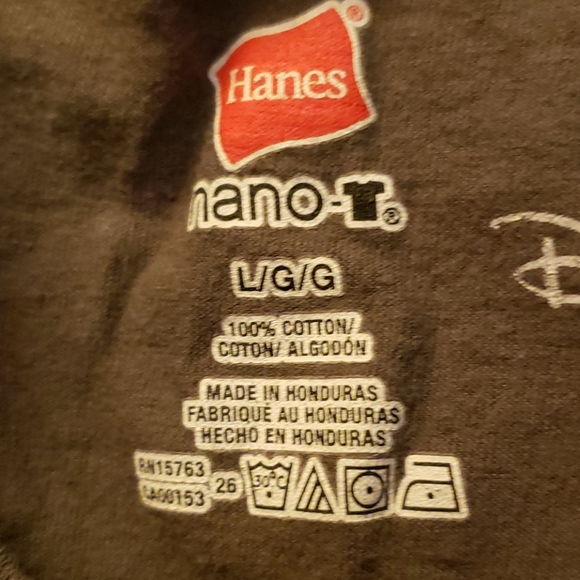 Hanes®
nano-T®
L/G/G
100% COTTON/
COTON/ ALGODÓN
MADE IN HONDURAS
FABRIQUÉ AU HONDURAS
HECHO EN HONDURAS
RN15763
CA00153
26
30°C
D